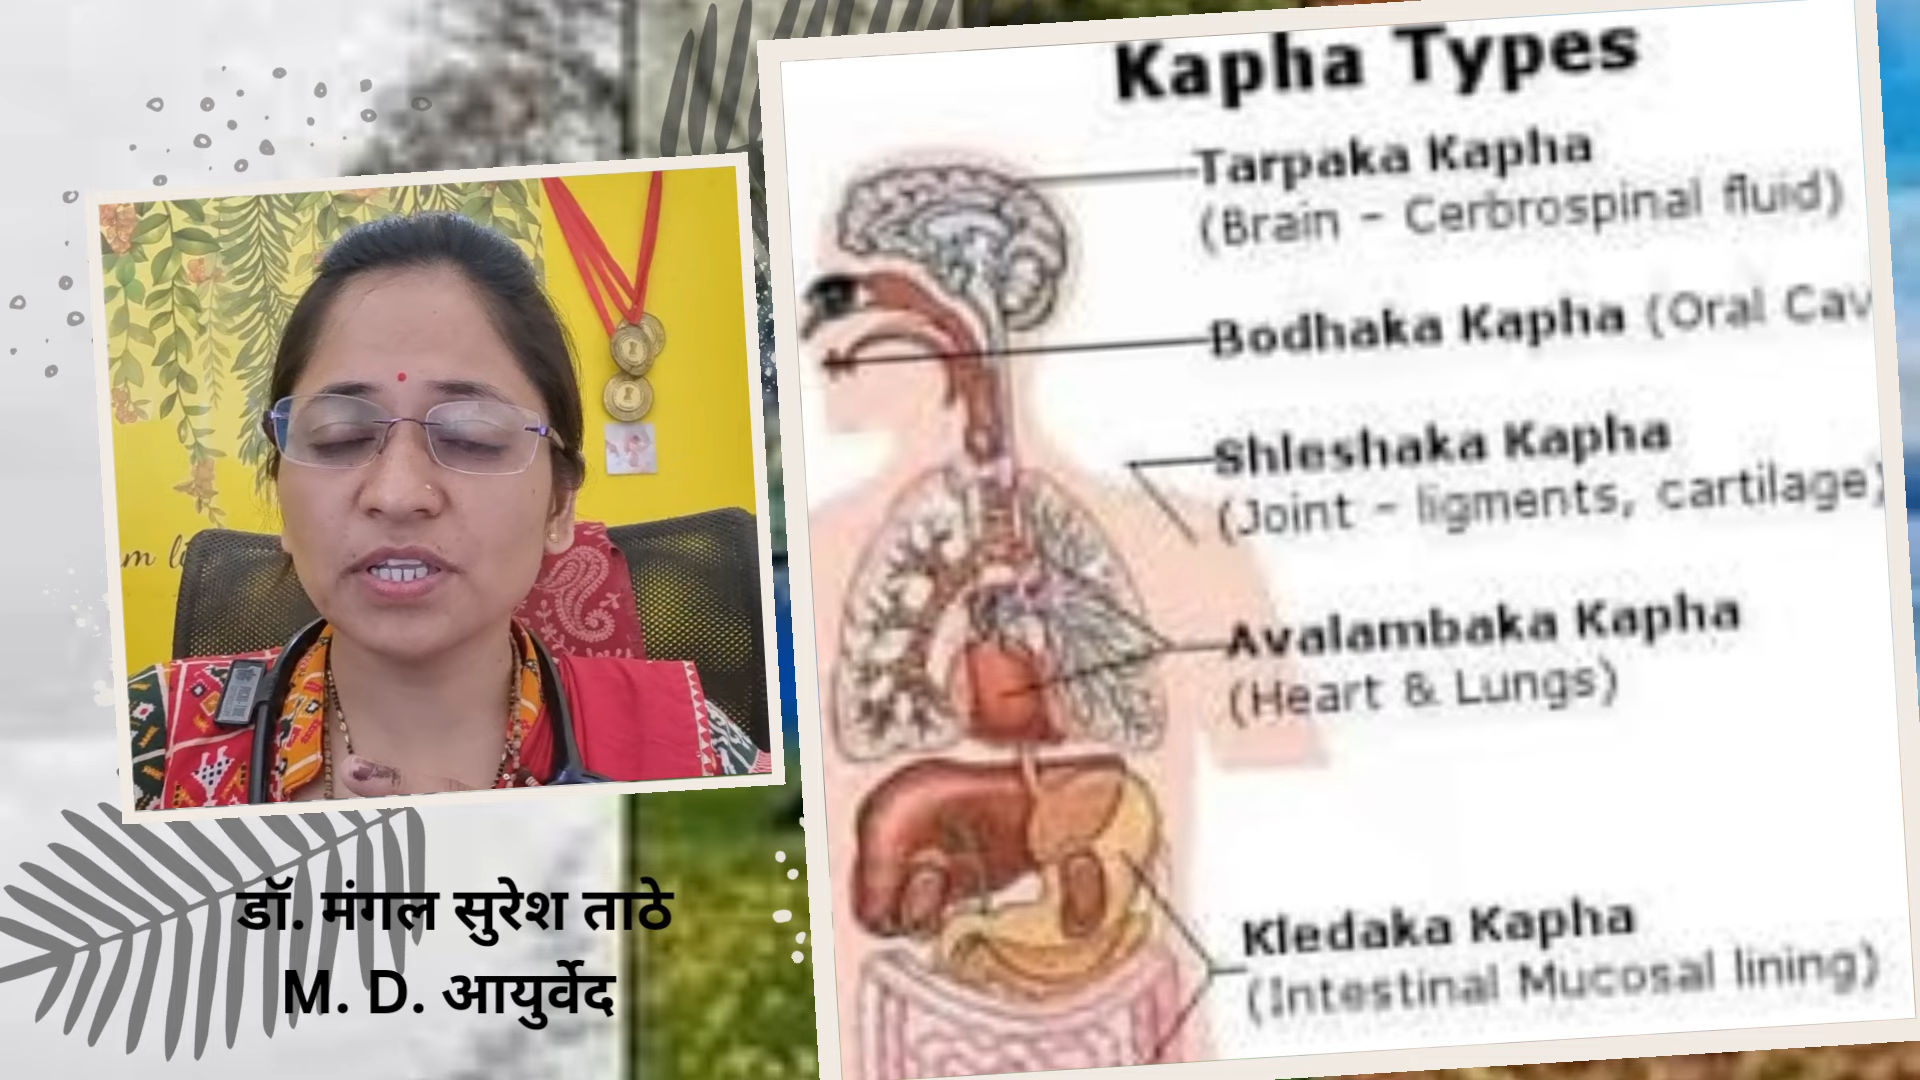 Kapha Types
Tarpaka Kapha
(Brain - Cerbrospinal fluid)
Bodhaka Kapha (Oral Cav
Shleshaka Kapha
(Joint - ligments, cartilage)
Avalambaka Kapha
(Heart & Lungs)
Kledaka Kapha
(Intestinal Mucosal lining)
m li
डॉ. मंगल सुरेश ताठे
M. D. आयुर्वेद